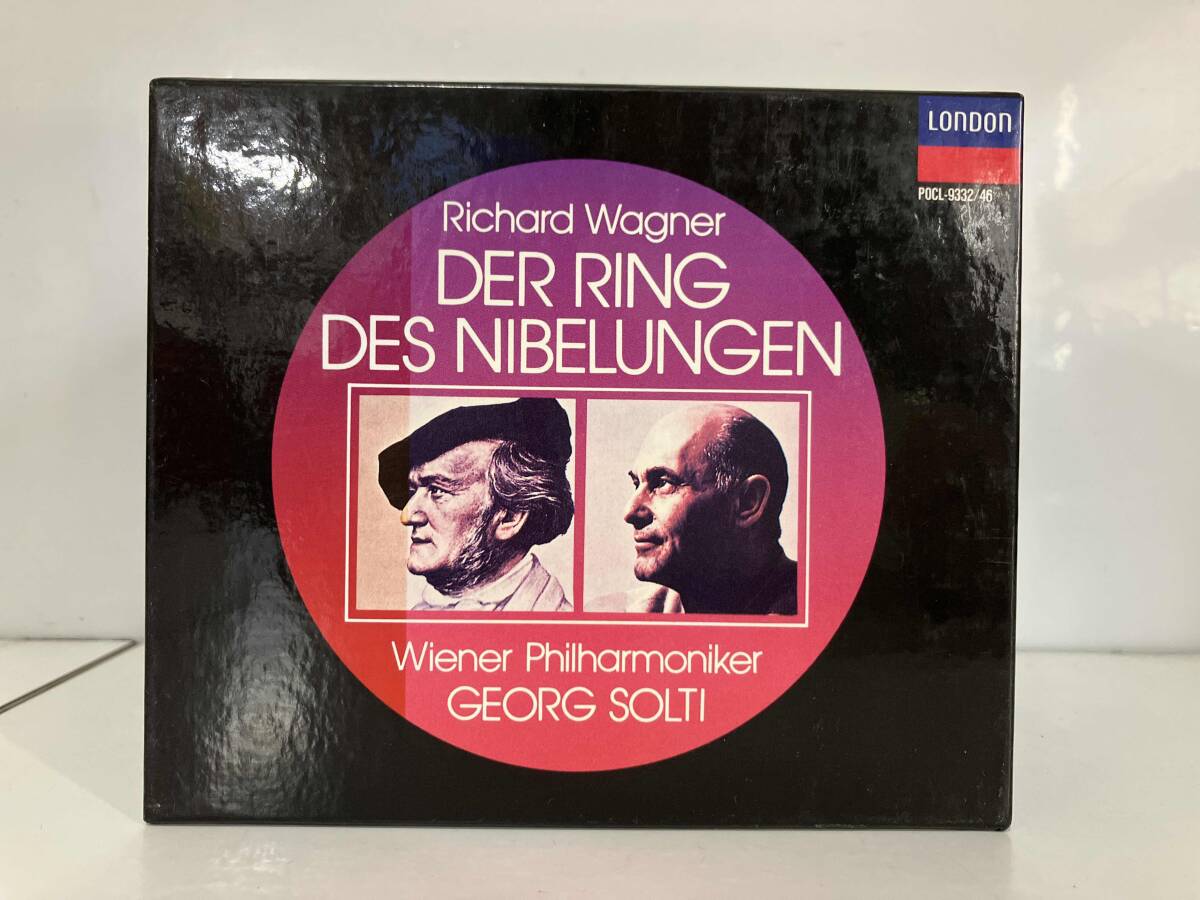 LONDON
POCL-9332/46
Richard Wagner
DER RING
DES NIBELUNGEN
Wiener Philharmoniker
GEORG SOLTI